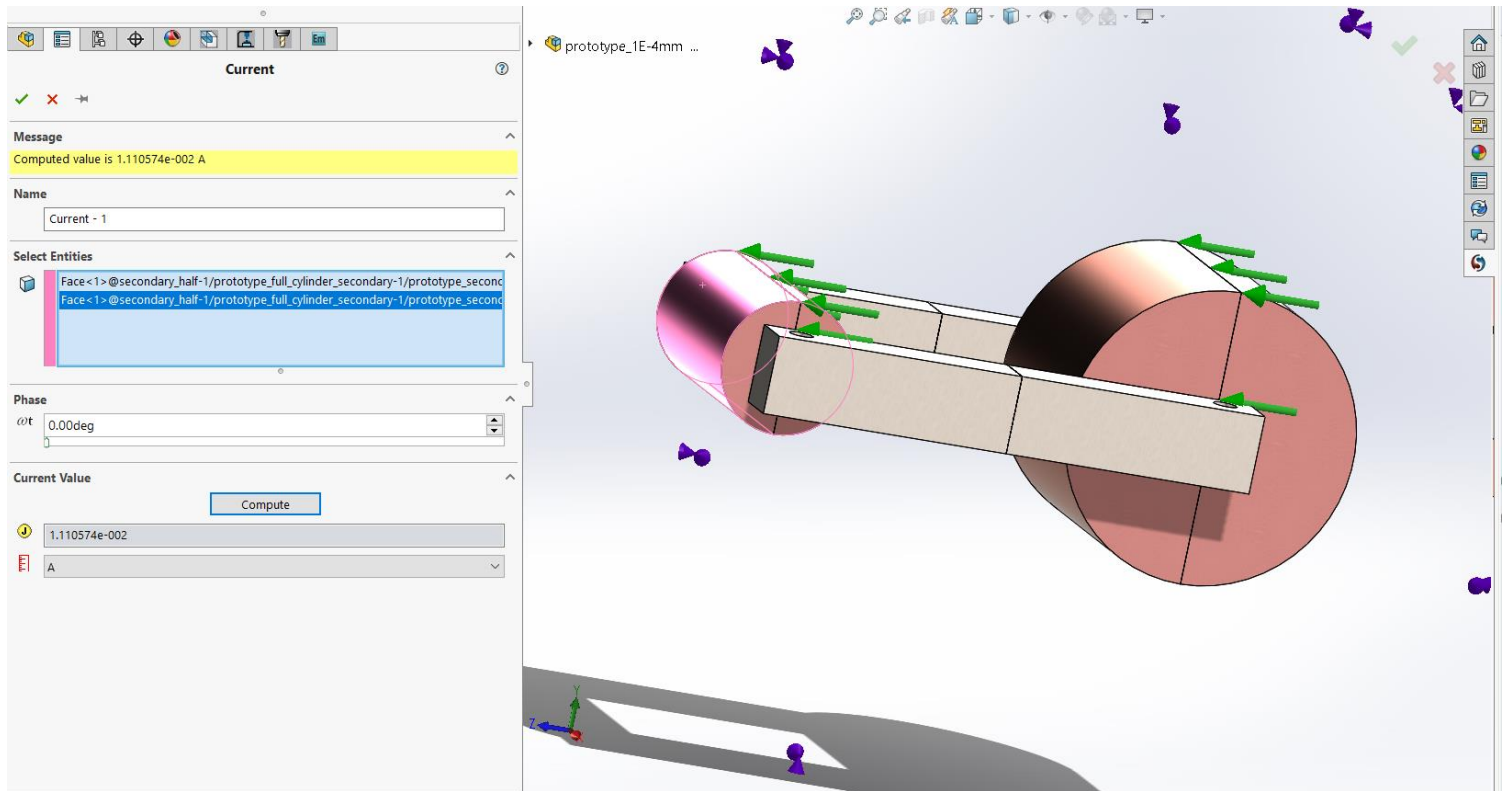 Em
Current
Message
Computed value is 1.110574e-002 A
Name
Current - 1
Select Entities
Face<1>@secondary_half-1/prototype_full_cylinder_secondary-1/prototype_second
Face<1>@secondary_half-1/prototype_full_cylinder_secondary-1/prototype_second
Phase
ωt 0.00deg
Current Value
Compute
J 1.110574e-002
A
prototype_1E-4mm ...
Y
Z